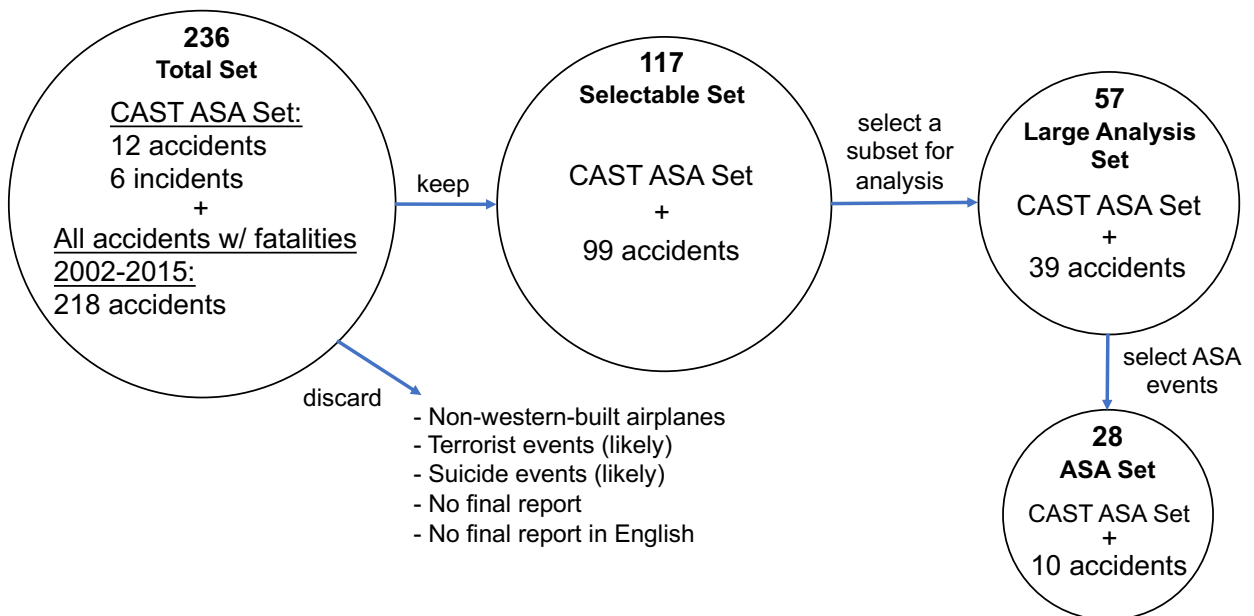 236
Total Set
CAST ASA Set:
12 accidents
6 incidents
+
All accidents w/ fatalities
2002-2015:
218 accidents
keep
discard
- Non-western-built airplanes
- Terrorist events (likely)
- Suicide events (likely)
- No final report
- No final report in English
117
Selectable Set
CAST ASA Set
+
99 accidents
select a
subset for
analysis
57
Large Analysis
Set
CAST ASA Set
+
39 accidents
select ASA
events
28
ASA Set
CAST ASA Set
+
10 accidents